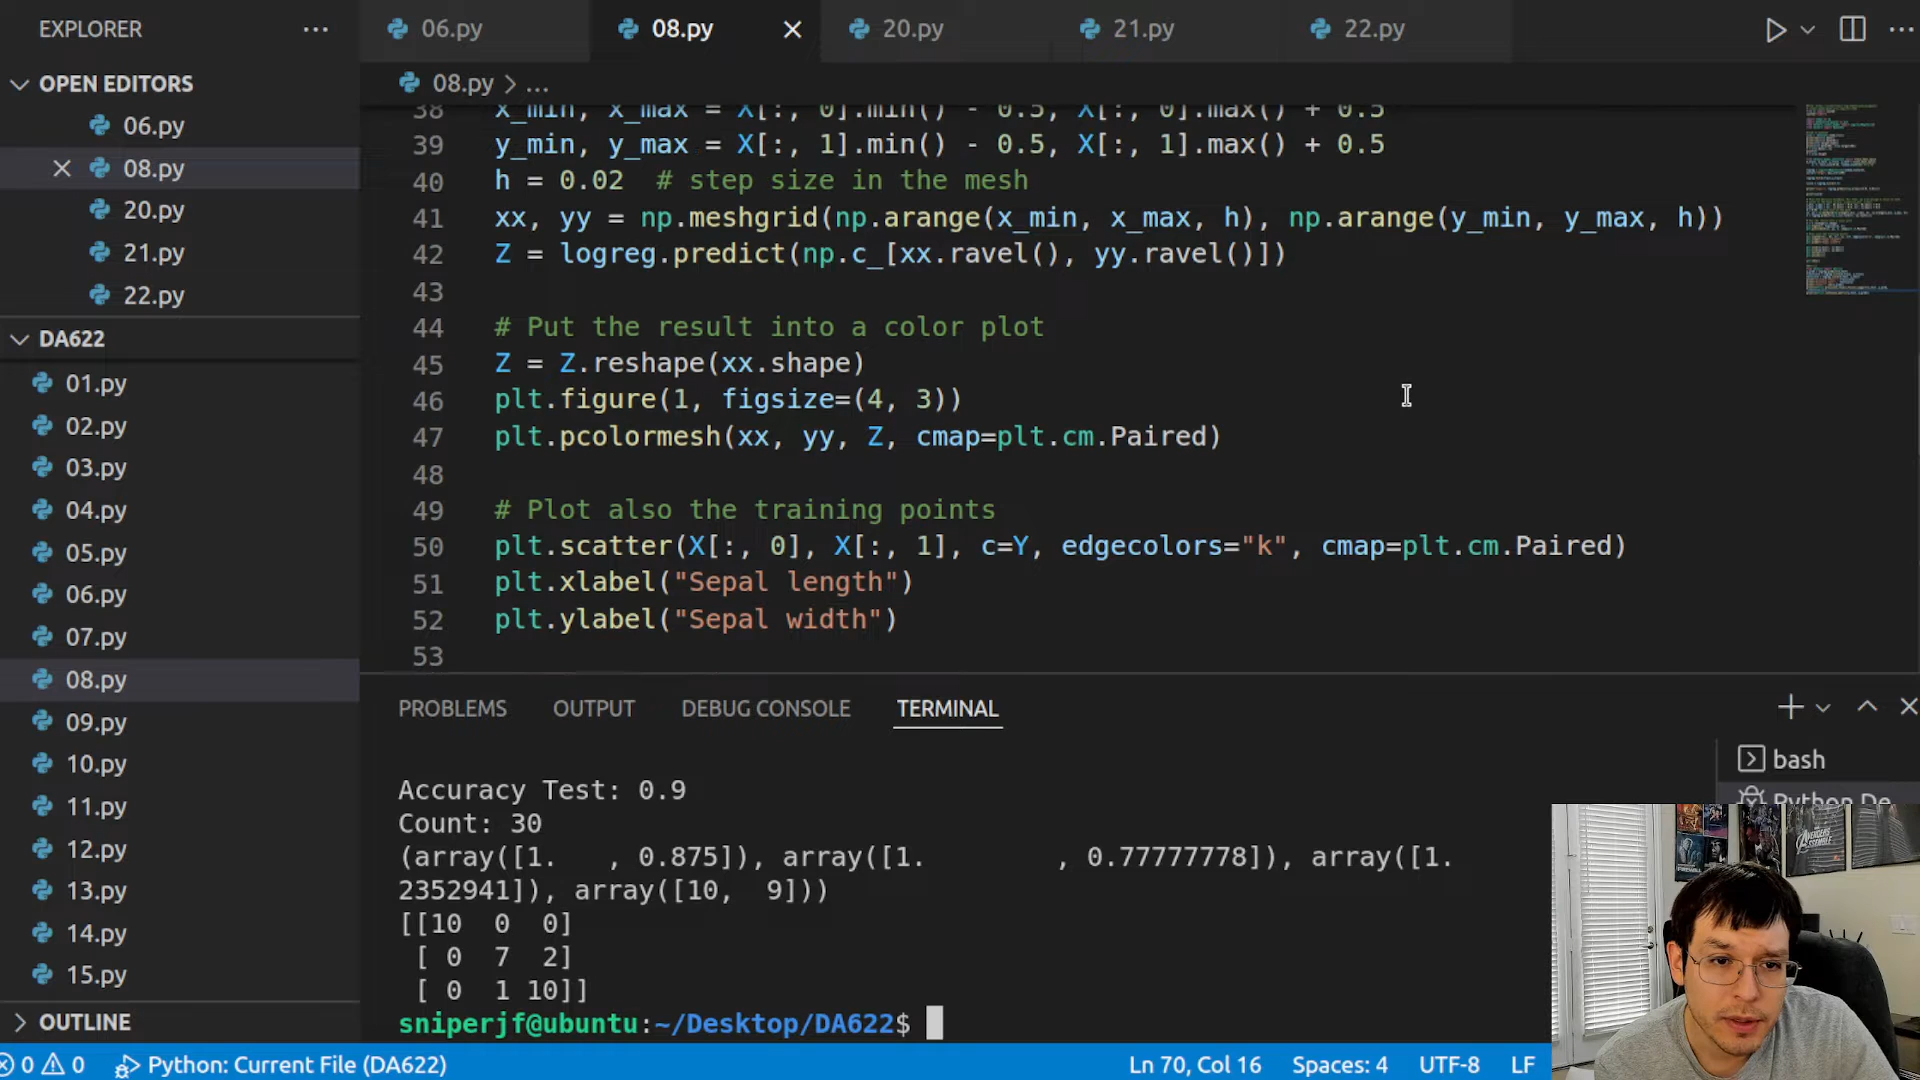 EXPLORER
OPEN EDITORS
06.py
08.py
20.py
21.py
22.py
DA622
01.py
02.py
03.py
04.py
05.py
06.py
07.py
08.py
09.py
10.py
11.py
12.py
13.py
14.py
15.py
OUTLINE
06.py
08.py
20.py
21.py
22.py
08.py > ...
38 x_min, x_max = X[:, 0].min() - 0.5, X[:, 0].max() + 0.5
39 y_min, y_max = X[:, 1].min() - 0.5, X[:, 1].max() + 0.5
40 h = 0.02  # step size in the mesh
41 xx, yy = np.meshgrid(np.arange(x_min, x_max, h), np.arange(y_min, y_max, h))
42 Z = logreg.predict(np.c_[xx.ravel(), yy.ravel()])
43
44 # Put the result into a color plot
45 Z = Z.reshape(xx.shape)
46 plt.figure(1, figsize=(4, 3))
47 plt.pcolormesh(xx, yy, Z, cmap=plt.cm.Paired)
48
49 # Plot also the training points
50 plt.scatter(X[:, 0], X[:, 1], c=Y, edgecolors="k", cmap=plt.cm.Paired)
51 plt.xlabel("Sepal length")
52 plt.ylabel("Sepal width")
53
PROBLEMS OUTPUT DEBUG CONSOLE TERMINAL
bash
Python De
Accuracy Test: 0.9
Count: 30
(array([1.   , 0.875]), array([1.        , 0.77777778]), array([1.
2352941]), array([10,  9]))
[[10  0  0]
 [ 0  7  2]
 [ 0  1 10]]
sniperjf@ubuntu:~/Desktop/DA622$
0 0 Python: Current File (DA622) Ln 70, Col 16 Spaces: 4 UTF-8 LF